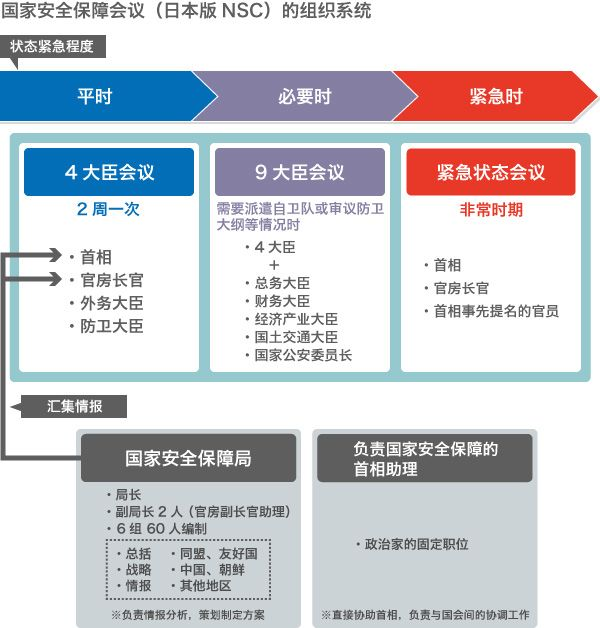 国家安全保障会议（日本版 NSC）的组织系统
状态紧急程度
平时
必要时
紧急时
4 大臣会议
2 周一次
・首相
・官房长官
・外务大臣
・防卫大臣
9 大臣会议
需要派遣自卫队或审议防卫
大纲等情况时
・4 大臣
＋
・总务大臣
・财务大臣
・经济产业大臣
・国土交通大臣
・国家公安委员长
紧急状态会议
非常时期
・首相
・官房长官
・首相事先提名的官员
汇集情报
国家安全保障局
・局长
・副局长 2 人（官房副长官助理）
・6 组 60 人编制
・总括
・战略
・情报
・同盟、友好国
・中国、朝鲜
・其他地区
※负责情报分析，策划制定方案
负责国家安全保障的
首相助理
・政治家的固定职位
※直接协助首相，负责与国会间的协调工作